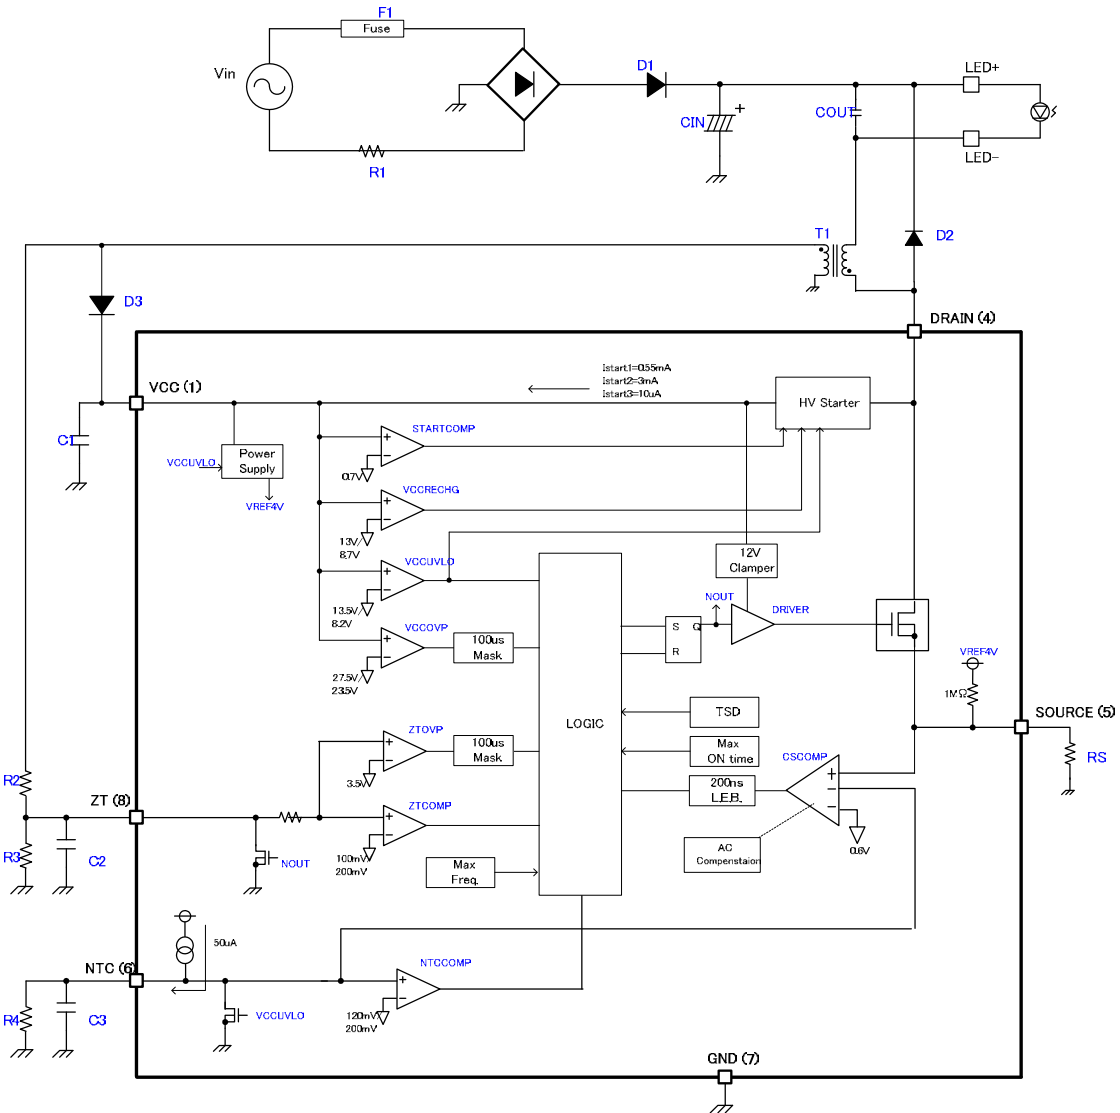 F1
Fuse
Vin
R1
D1
CIN
+
COUT
LED+
LED-
T1
D2
D3
DRAIN (4)
VCC (1)
Istart1=0.55mA
Istart2=3mA
Istart3=10uA
HV Starter
C1
VCCUVLO
Power
Supply
VREF4V
STARTCOMP
+
-
0.7V
VCCRECHG
+
-
13V/
8.7V
VCCUVLO
+
-
13.5V/
8.2V
VCCOVP
+
-
27.5V/
23.5V
100us
Mask
12V
Clamper
NOUT
DRIVER
S Q
R
VREF4V
1MΩ
SOURCE (5)
RS
LOGIC
TSD
Max
ON time
200ns
L.E.B.
CSCOMP
+
-
-
0.6V
AC
Compenstaion
ZTOVP
+
-
3.5V
100us
Mask
R2
ZT (8)
R3
C2
NOUT
ZTCOMP
+
-
100mV/
200mV
Max
Freq.
50uA
NTC (6)
R4
C3
VCCUVLO
NTCCOMP
+
-
120mV/
200mV
GND (7)